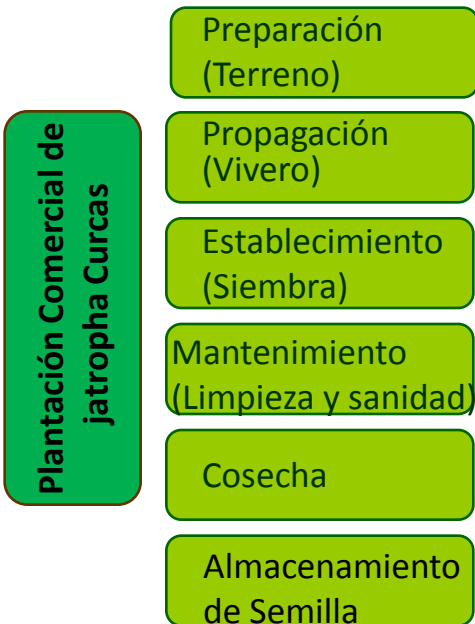 Plantación Comercial de
jatropha Curcas
Preparación
(Terreno)
Propagación
(Vivero)
Establecimiento
(Siembra)
Mantenimiento
(Limpieza y sanidad)
Cosecha
Almacenamiento
de Semilla